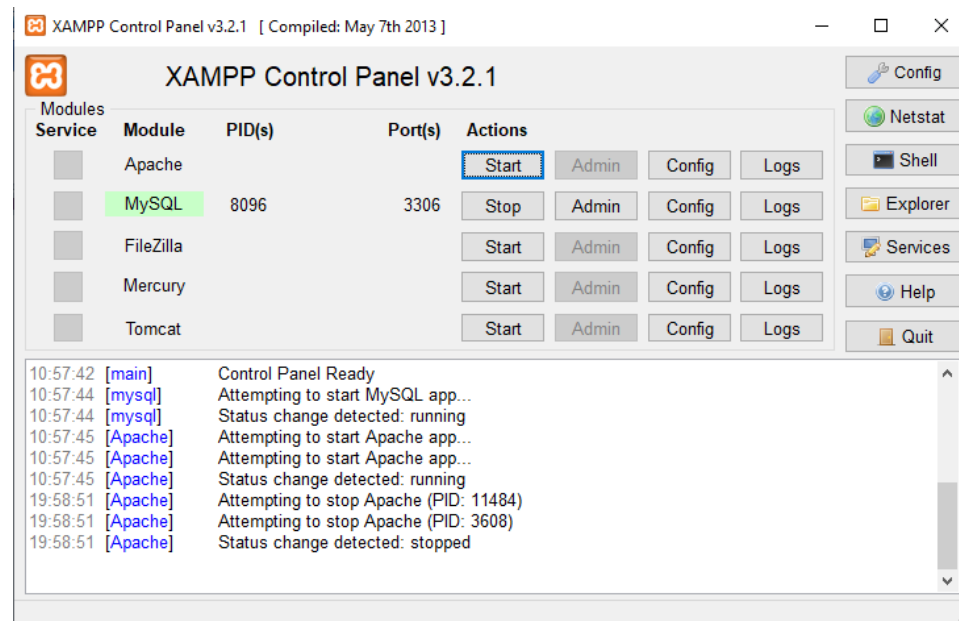 XAMPP Control Panel v3.2.1 [ Compiled: May 7th 2013 ]
XAMPP Control Panel v3.2.1
Config
Modules
Service Module PID(s) Port(s) Actions
Netstat
Apache Start Admin Config Logs
Shell
MySQL 8096 3306 Stop Admin Config Logs
Explorer
FileZilla Start Admin Config Logs
Services
Mercury Start Admin Config Logs
Help
Tomcat Start Admin Config Logs
Quit
10:57:42 [main] Control Panel Ready
10:57:44 [mysql] Attempting to start MySQL app...
10:57:44 [mysql] Status change detected: running
10:57:45 [Apache] Attempting to start Apache app...
10:57:45 [Apache] Attempting to start Apache app...
10:57:45 [Apache] Status change detected: running
19:58:51 [Apache] Attempting to stop Apache (PID: 11484)
19:58:51 [Apache] Attempting to stop Apache (PID: 3608)
19:58:51 [Apache] Status change detected: stopped